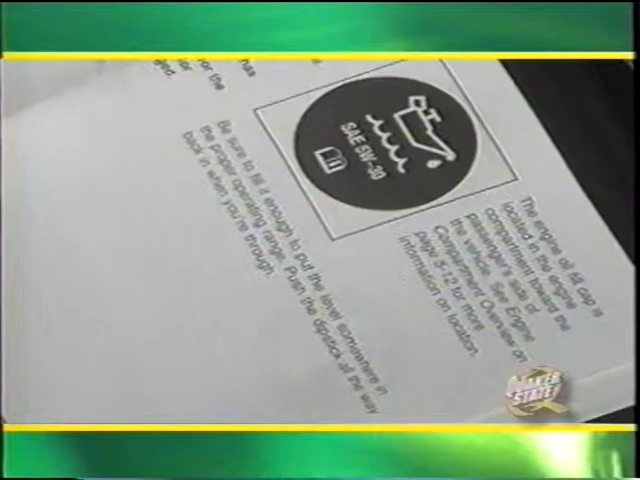 has
or the
SAE 5W-30
The engine oil fill cap is
located in the engine
compartment toward the
passenger's side of
the vehicle. See Engine
Compartment Overview on
page 5-12 for more
information on location.
Be sure to fill it enough to put the level somewhere in
the proper operating range. Push the dipstick all the way
back in when you're through.
QUAKER
STATE